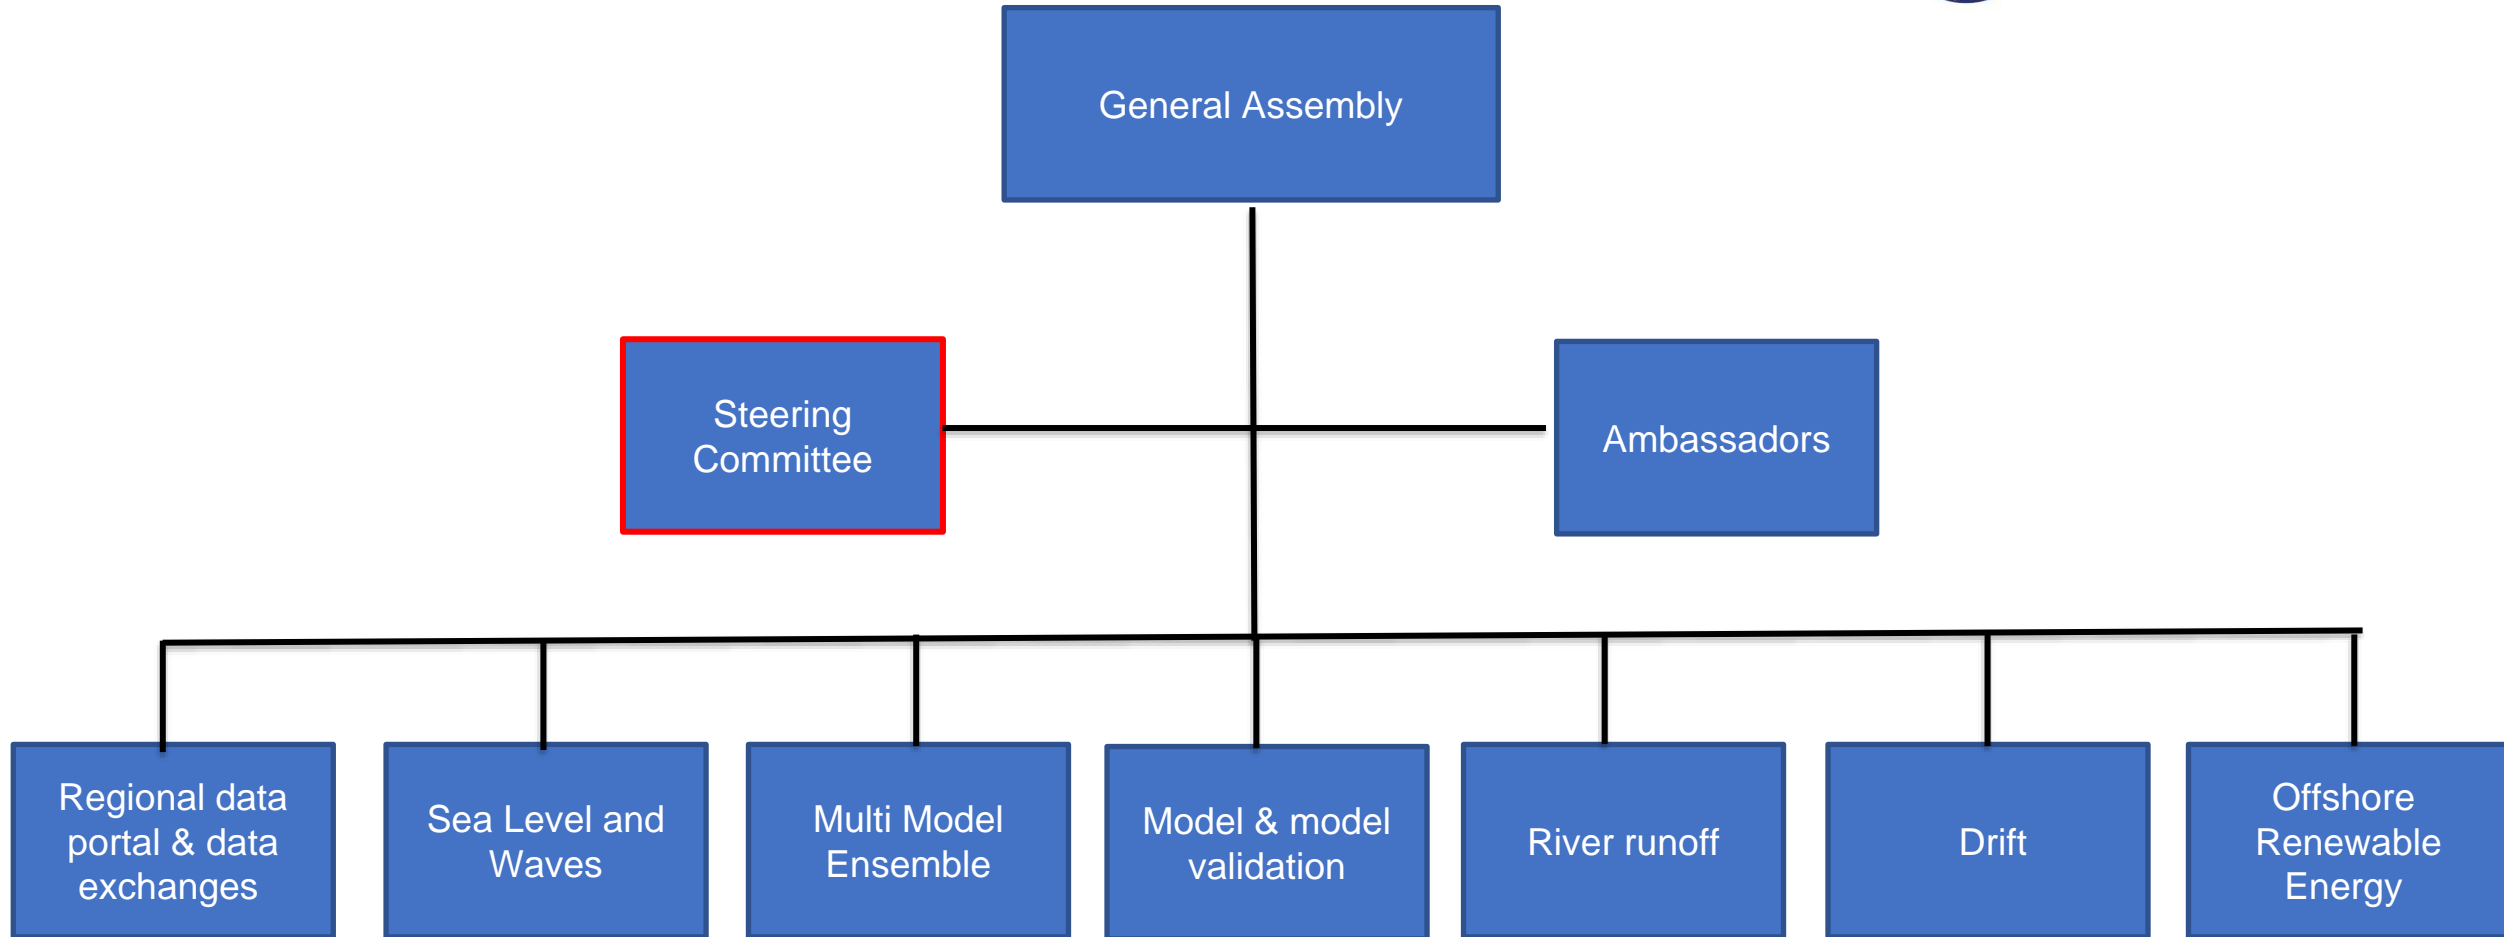 General Assembly
Steering
Committee
Ambassadors
Regional data
portal & data
exchanges
Sea Level and
Waves
Multi Model
Ensemble
Model & model
validation
River runoff
Drift
Offshore
Renewable
Energy